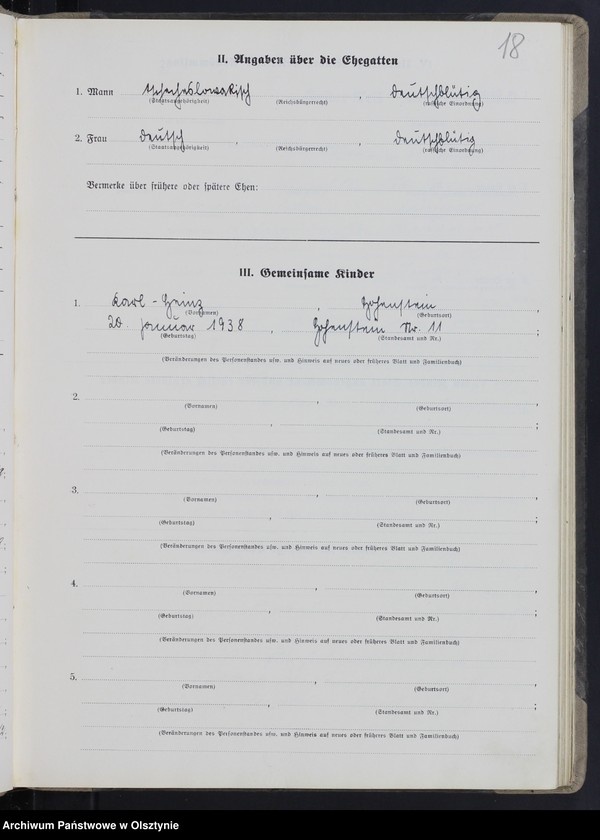 18
II. Angaben über die Ehegatten
1. Mann tschechoslowakisch , deutschblütig
(Staatsangehörigkeit) (Reichsbürgerrecht) (rassische Einordnung)
2. Frau deutsch , , deutschblütig
(Staatsangehörigkeit) (Reichsbürgerrecht) (rassische Einordnung)
Vermerke über frühere oder spätere Ehen:
III. Gemeinsame Kinder
1. Karl-Heinz , Hohenstein ,
(Vornamen) (Geburtsort)
20. Januar 1938 , Hohenstein Nr. 11 ;
(Geburtstag) (Standesamt und Nr.)
(Veränderungen des Personenstandes usw. und Hinweis auf neues oder früheres Blatt und Familienbuch)
2. , ,
(Vornamen) (Geburtsort)
, ;
(Geburtstag) (Standesamt und Nr.)
(Veränderungen des Personenstandes usw. und Hinweis auf neues oder früheres Blatt und Familienbuch)
3. , ,
(Vornamen) (Geburtsort)
, ;
(Geburtstag) (Standesamt und Nr.)
(Veränderungen des Personenstandes usw. und Hinweis auf neues oder früheres Blatt und Familienbuch)
4. , ,
(Vornamen) (Geburtsort)
, ;
(Geburtstag) (Standesamt und Nr.)
(Veränderungen des Personenstandes usw. und Hinweis auf neues oder früheres Blatt und Familienbuch)
5. , ,
(Vornamen) (Geburtsort)
, ;
(Geburtstag) (Standesamt und Nr.)
(Veränderungen des Personenstandes usw. und Hinweis auf neues oder früheres Blatt und Familienbuch)
Archiwum Państwowe w Olsztynie